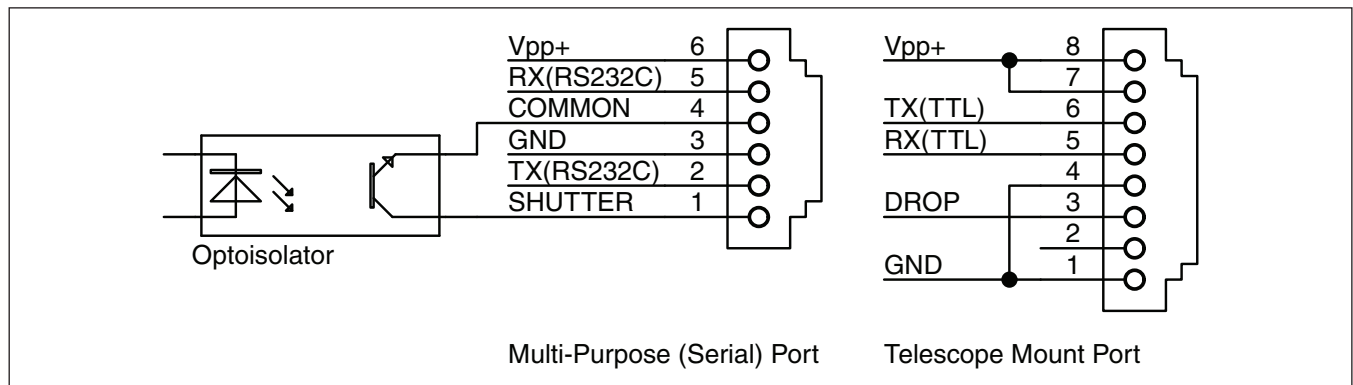 Vpp+ 6
RX(RS232C) 5
COMMON 4
GND 3
TX(RS232C) 2
SHUTTER 1
Optoisolator
Multi-Purpose (Serial) Port
Vpp+ 8
7
TX(TTL) 6
RX(TTL) 5
4
DROP 3
2
GND 1
Telescope Mount Port